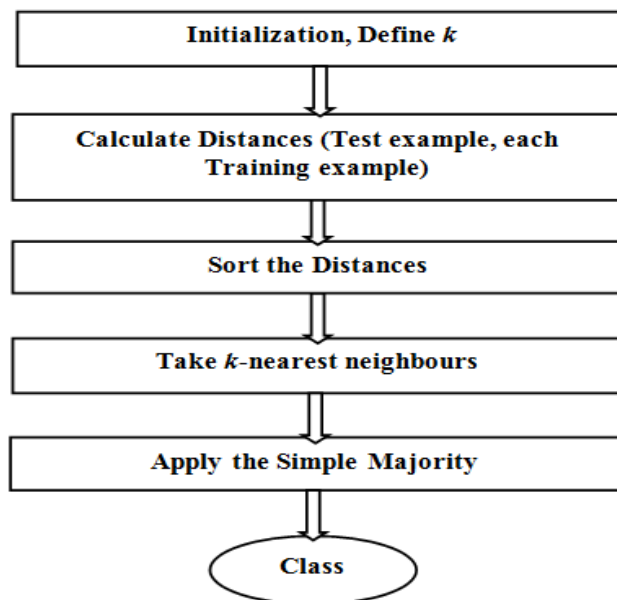 Initialization, Define k
Calculate Distances (Test example, each
Training example)
Sort the Distances
Take k-nearest neighbours
Apply the Simple Majority
Class